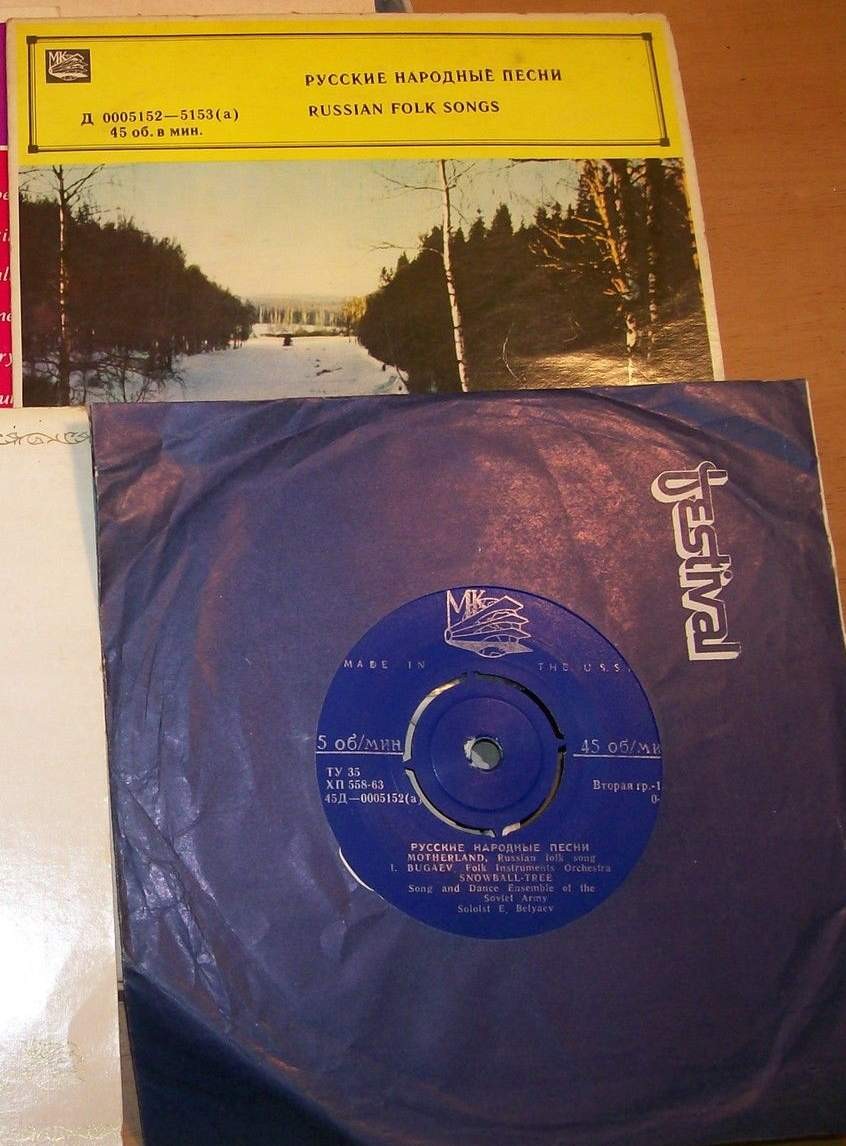 МК
РУССКИЕ НАРОДНЫЕ ПЕСНИ
Д 0005152—5153(а)
RUSSIAN FOLK SONGS
45 об. в мин.
festival
МК
MADE IN THE U.S.S.
5 об/мин 45 об/ми
ТУ 35
ХП 558-63 Вторая гр.-1
45Д—0005152(а) 0-
РУССКИЕ НАРОДНЫЕ ПЕСНИ
MOTHERLAND, Russian folk song
I. BUGAEV, Folk Instruments Orchestra
SNOWBALL-TREE
Song and Dance Ensemble of the
Soviet Army
Soloist E. Belyaev